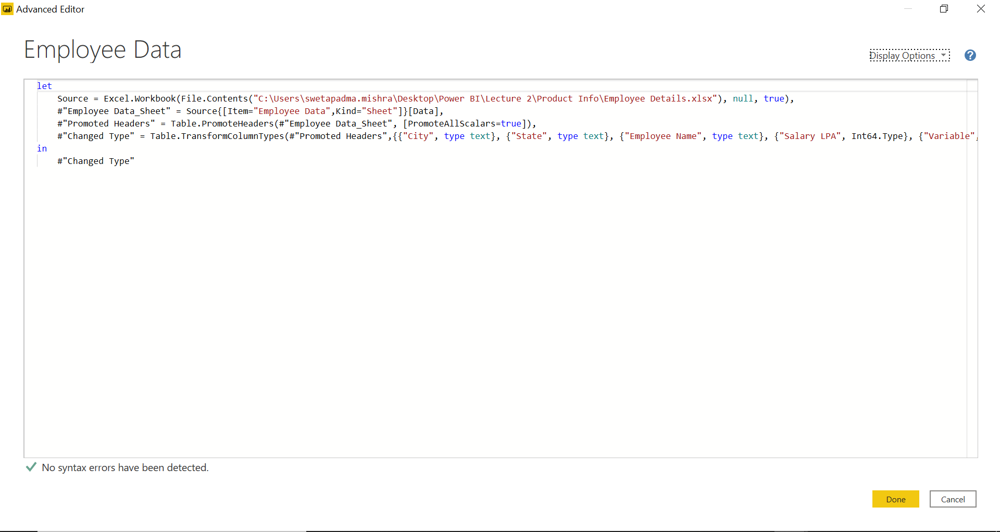 Advanced Editor
Employee Data
Display Options
?
let
    Source = Excel.Workbook(File.Contents("C:\Users\swetapadma.mishra\Desktop\Power BI\Lecture 2\Product Info\Employee Details.xlsx"), null, true),
    #"Employee Data_Sheet" = Source{[Item="Employee Data",Kind="Sheet"]}[Data],
    #"Promoted Headers" = Table.PromoteHeaders(#"Employee Data_Sheet", [PromoteAllScalars=true]),
    #"Changed Type" = Table.TransformColumnTypes(#"Promoted Headers",{{"City", type text}, {"State", type text}, {"Employee Name", type text}, {"Salary LPA", Int64.Type}, {"Variable",
in
    #"Changed Type"
No syntax errors have been detected.
Done
Cancel